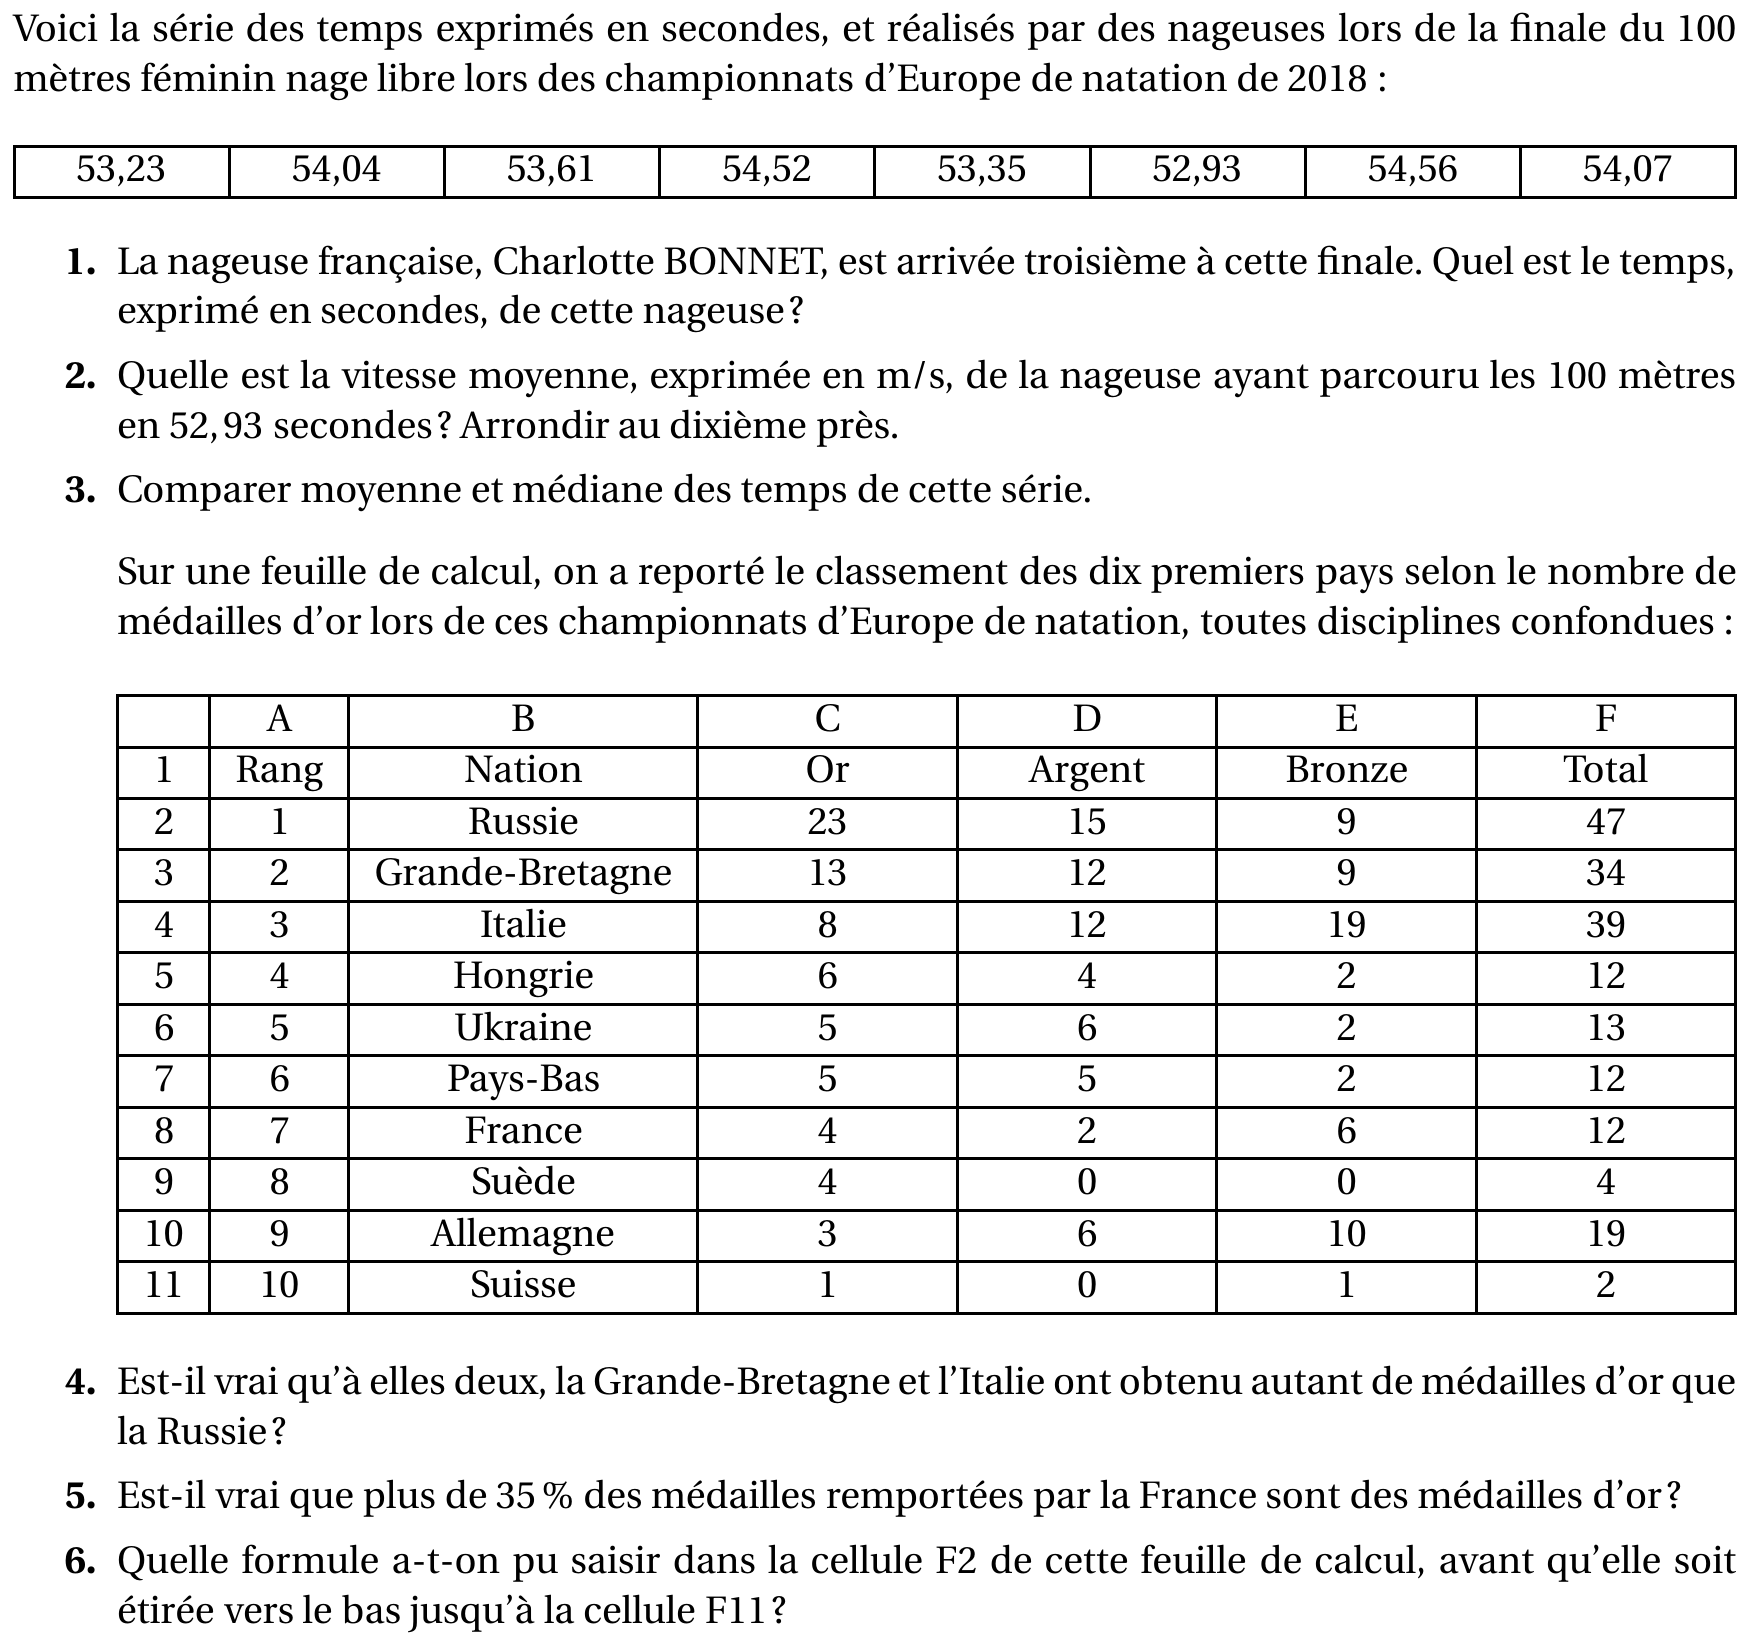 Voici la série des temps exprimés en secondes, et réalisés par des nageuses lors de la finale du 100
mètres féminin nage libre lors des championnats d'Europe de natation de 2018 :
53,23 54,04 53,61 54,52 53,35 52,93 54,56 54,07
1. La nageuse française, Charlotte BONNET, est arrivée troisième à cette finale. Quel est le temps,
exprimé en secondes, de cette nageuse ?
2. Quelle est la vitesse moyenne, exprimée en m/s, de la nageuse ayant parcouru les 100 mètres
en 52,93 secondes ? Arrondir au dixième près.
3. Comparer moyenne et médiane des temps de cette série.
Sur une feuille de calcul, on a reporté le classement des dix premiers pays selon le nombre de
médailles d'or lors de ces championnats d'Europe de natation, toutes disciplines confondues :
A B C D E F
1 Rang Nation Or Argent Bronze Total
2 1 Russie 23 15 9 47
3 2 Grande-Bretagne 13 12 9 34
4 3 Italie 8 12 19 39
5 4 Hongrie 6 4 2 12
6 5 Ukraine 5 6 2 13
7 6 Pays-Bas 5 5 2 12
8 7 France 4 2 6 12
9 8 Suède 4 0 0 4
10 9 Allemagne 3 6 10 19
11 10 Suisse 1 0 1 2
4. Est-il vrai qu'à elles deux, la Grande-Bretagne et l'Italie ont obtenu autant de médailles d'or que
la Russie ?
5. Est-il vrai que plus de 35 % des médailles remportées par la France sont des médailles d'or ?
6. Quelle formule a-t-on pu saisir dans la cellule F2 de cette feuille de calcul, avant qu'elle soit
étirée vers le bas jusqu'à la cellule F11 ?